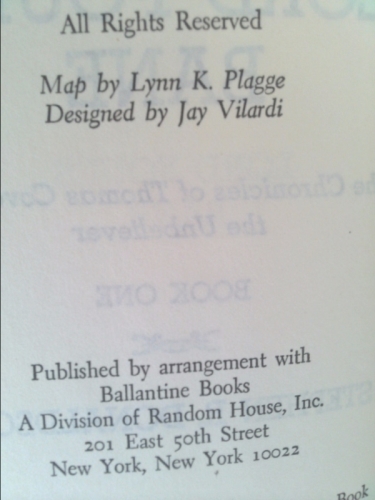 All Rights Reserved
Map by Lynn K. Plagge
Designed by Jay Vilardi
Published by arrangement with
Ballantine Books
A Division of Random House, Inc.
201 East 50th Street
New York, New York 10022
Book